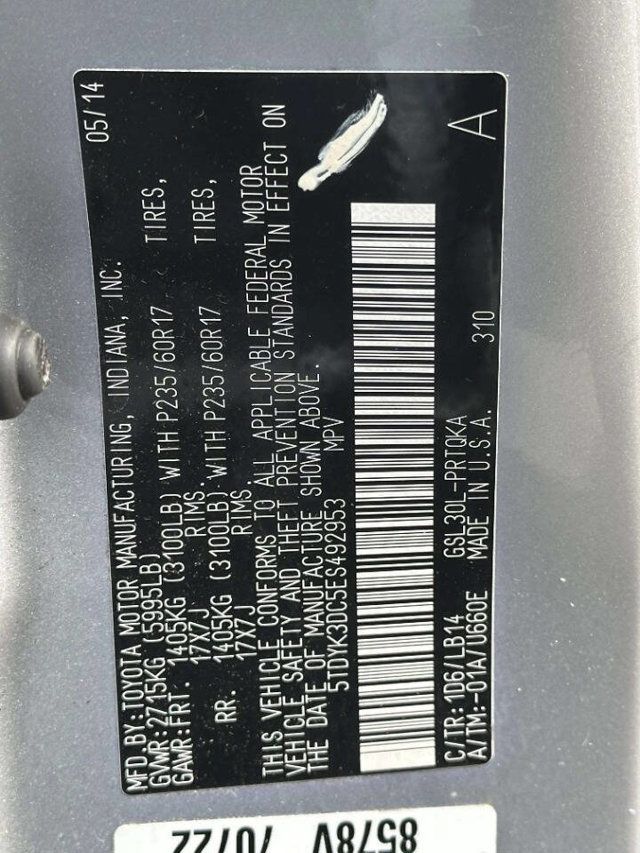 MFD BY:TOYOTA MOTOR MANUFACTURING, INDIANA, INC. 05/14
GVWR:2715KG (5995LB)
GAWR:FRT. 1405KG (3100LB) WITH P235/60R17 TIRES,
17X7J RIMS.
RR. 1405KG (3100LB) WITH P235/60R17 TIRES,
17X7J RIMS.
THIS VEHICLE CONFORMS TO ALL APPLICABLE FEDERAL MOTOR
VEHICLE SAFETY AND THEFT PREVENTION STANDARDS IN EFFECT ON
THE DATE OF MANUFACTURE SHOWN ABOVE.
5TDYK3DC5ES492953 MPV
C/TR:1D6/LB14 GSL30L-PRTQKA
A/TM:-01A/U660E MADE IN U.S.A. 310 A
8578V
70722